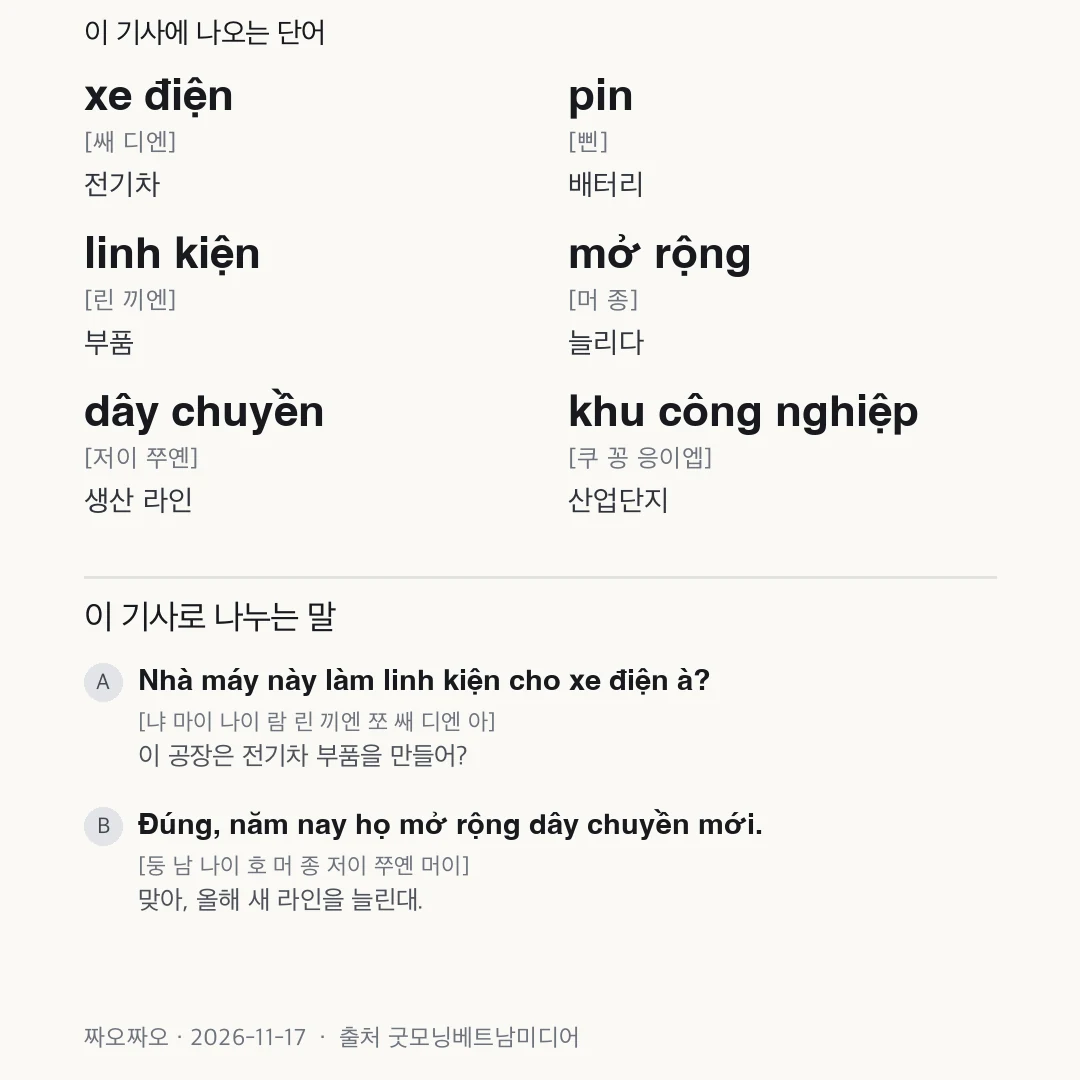 이 기사에 나오는 단어
xe điện
[쌔 디엔]
전기차
pin
[삔]
배터리
linh kiện
[린 끼엔]
부품
mở rộng
[머 종]
늘리다
dây chuyền
[저이 쭈옌]
생산 라인
khu công nghiệp
[쿠 꽁 응이엡]
산업단지
이 기사로 나누는 말
A
Nhà máy này làm linh kiện cho xe điện à?
[냐 마이 나이 람 린 끼엔 쪼 쌔 디엔 아]
이 공장은 전기차 부품을 만들어?
B
Đúng, năm nay họ mở rộng dây chuyền mới.
[둥 남 나이 호 머 종 저이 쭈옌 머이]
맞아, 올해 새 라인을 늘린대.
짜오짜오 · 2026-11-17 · 출처 굿모닝베트남미디어